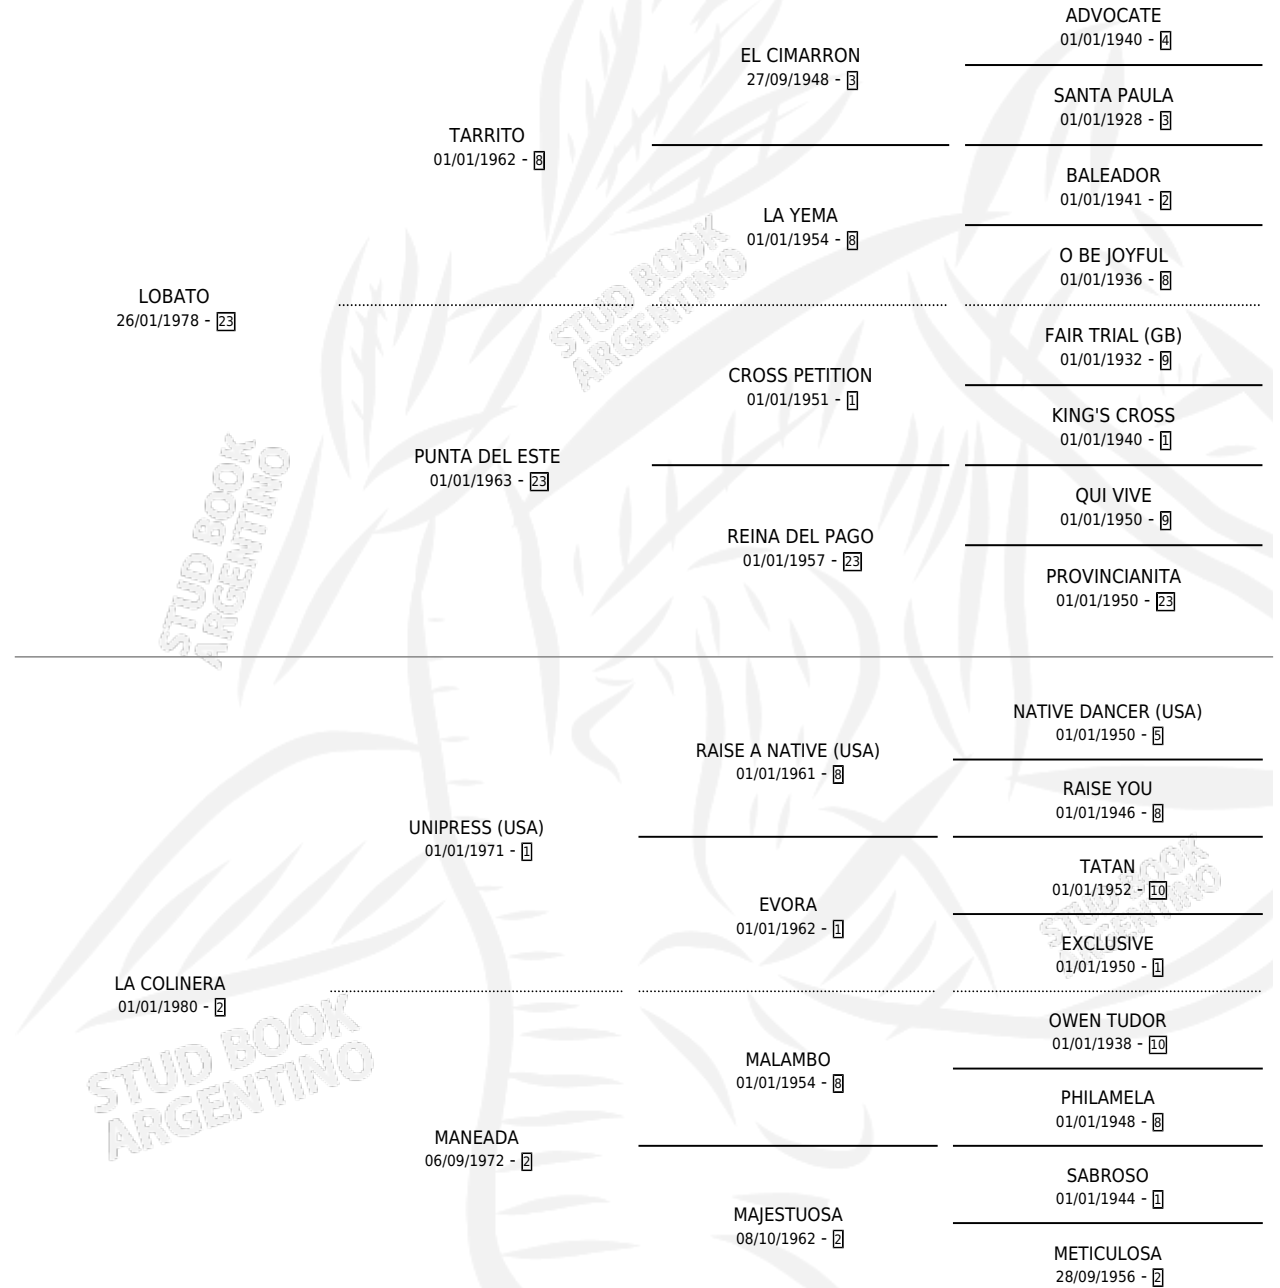 ADVOCATE
01/01/1940 - 4
EL CIMARRON
27/09/1948 - 3
SANTA PAULA
01/01/1928 - 3
TARRITO
01/01/1962 - 8
BALEADOR
01/01/1941 - 2
LA YEMA
01/01/1954 - 8
O BE JOYFUL
01/01/1936 - 8
LOBATO
26/01/1978 - 23
FAIR TRIAL (GB)
01/01/1932 - 9
CROSS PETITION
01/01/1951 - 1
KING'S CROSS
01/01/1940 - 1
PUNTA DEL ESTE
01/01/1963 - 23
QUI VIVE
01/01/1950 - 9
REINA DEL PAGO
01/01/1957 - 23
PROVINCIANITA
01/01/1950 - 23
STUD BOOK
ARGENTINO
STUD BOOK
ARGENTINO
NATIVE DANCER (USA)
01/01/1950 - 5
RAISE A NATIVE (USA)
01/01/1961 - 8
RAISE YOU
01/01/1946 - 8
UNIPRESS (USA)
01/01/1971 - 1
TATAN
01/01/1952 - 10
EVORA
01/01/1962 - 1
EXCLUSIVE
01/01/1950 - 1
LA COLINERA
01/01/1980 - 2
OWEN TUDOR
01/01/1938 - 10
MALAMBO
01/01/1954 - 8
PHILAMELA
01/01/1948 - 8
MANEADA
06/09/1972 - 2
SABROSO
01/01/1944 - 1
MAJESTUOSA
08/10/1962 - 2
METICULOSA
28/09/1956 - 2
STUD BOOK
ARGENTINO
STUD BOOK
ARGENTINO